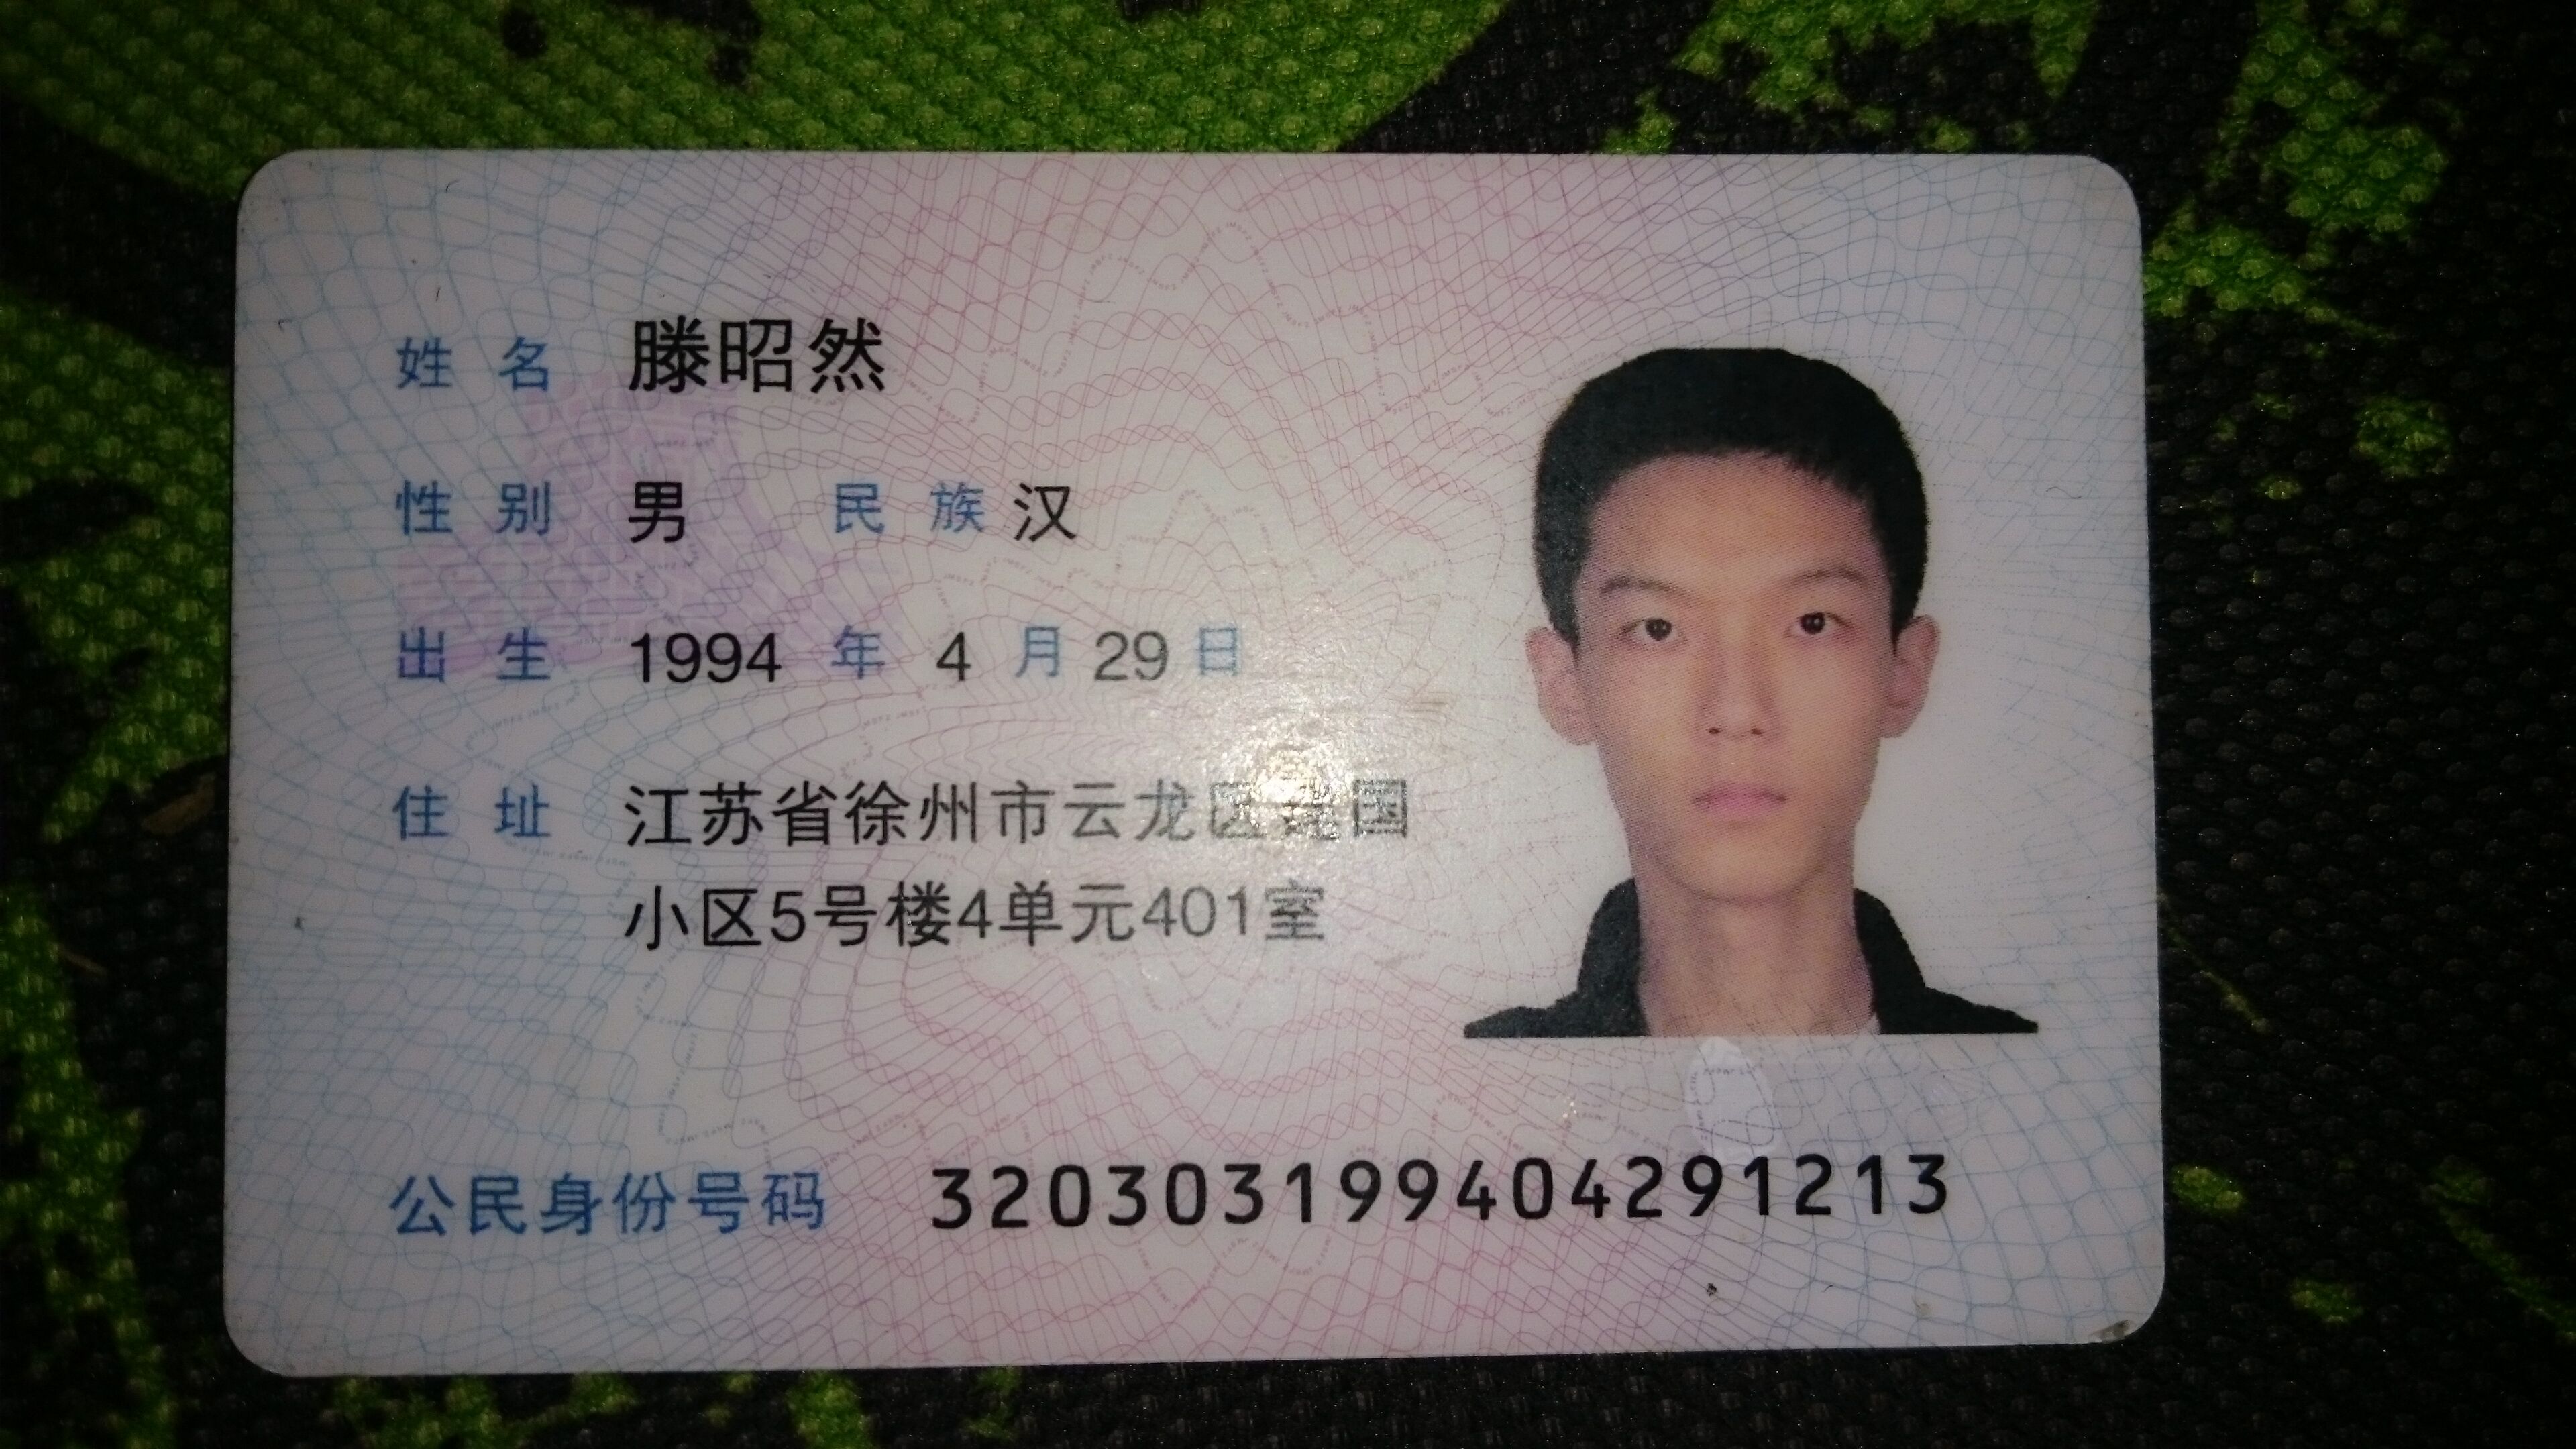 姓名 滕昭然
性别 男 民族 汉
出生 1994 年 4 月 29 日
住址 江苏省徐州市云龙区国
小区5号楼4单元401室
公民身份号码 320303199404291213